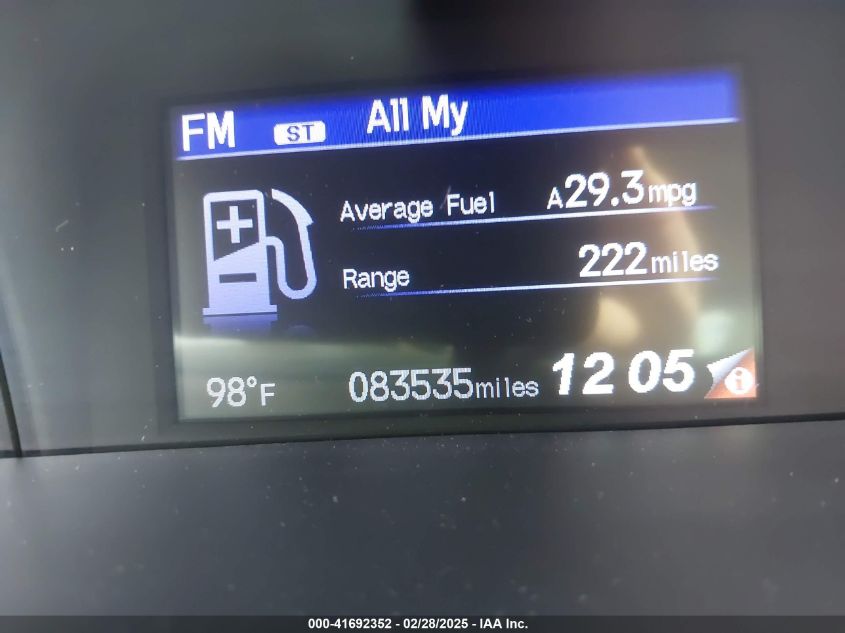 FM ST All My
Average Fuel A29.3mpg
Range 222miles
98°F 083535miles 12 05 i
000-41692352 - 02/28/2025 - IAA Inc.